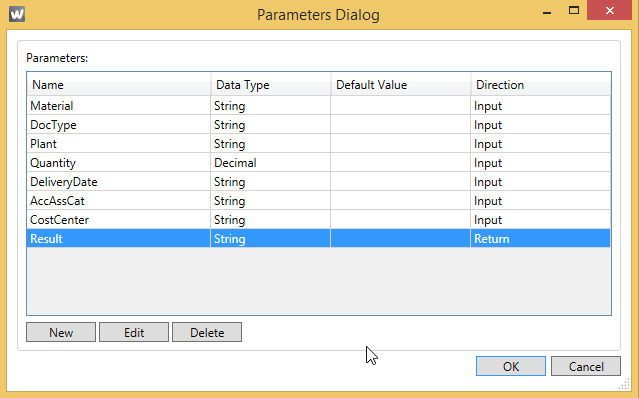 W Parameters Dialog
Parameters:
Name Data Type Default Value Direction
Material String Input
DocType String Input
Plant String Input
Quantity Decimal Input
DeliveryDate String Input
AccAssCat String Input
CostCenter String Input
Result String Return
New Edit Delete
OK Cancel